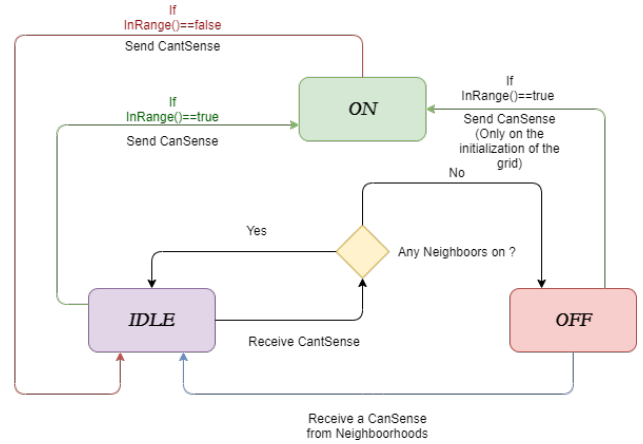 If
InRange()==false
Send CantSense
If
InRange()==true
Send CanSense
ON
If
InRange()==true
Send CanSense
(Only on the
initialization of the
grid)
No
Yes
Any Neighboors on ?
IDLE
OFF
Receive CantSense
Receive a CanSense
from Neighboorhoods